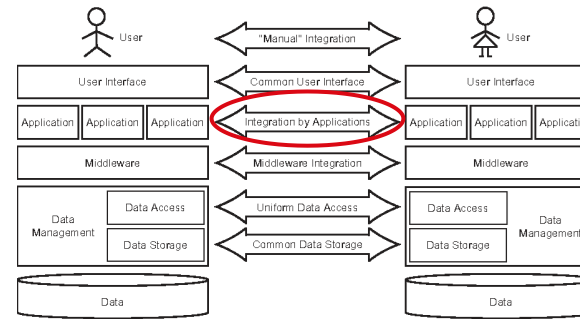 User
"Manual" Integration
User
User Interface
Common User Interface
User Interface
Application
Application
Application
Integration by Applications
Application
Application
Applicati
Middleware
Middleware Integration
Middleware
Data Management
Data Access
Uniform Data Access
Data Access
Data Managemen
Data Storage
Common Data Storage
Data Storage
Data
Data